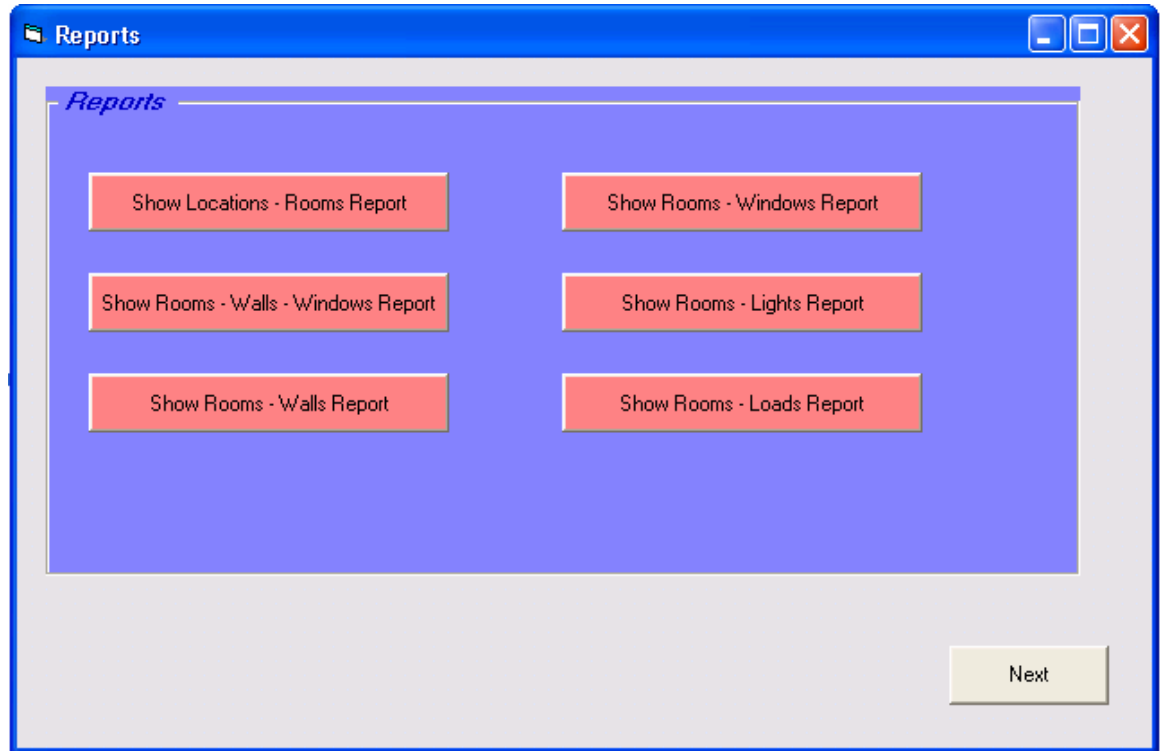 Reports
Reports
Show Locations - Rooms Report
Show Rooms - Windows Report
Show Rooms - Walls - Windows Report
Show Rooms - Lights Report
Show Rooms - Walls Report
Show Rooms - Loads Report
Next